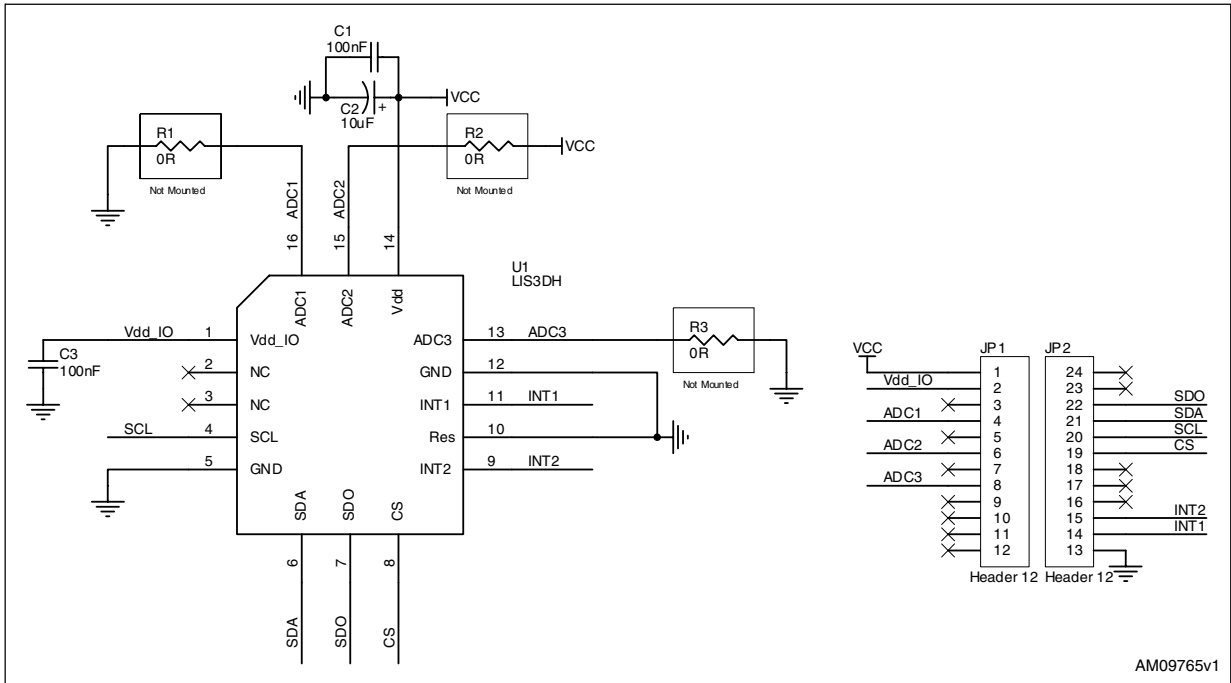 C1
100nF
C2
10uF
+
VCC
R1
0R
Not Mounted
R2
0R
Not Mounted
VCC
ADC1
ADC2
16
15
14
U1
LIS3DH
ADC1
ADC2
Vdd
Vdd_IO
1
Vdd_IO
C3
100nF
2
NC
3
NC
SCL
4
SCL
5
GND
ADC3
13
ADC3
R3
0R
Not Mounted
GND
12
INT1
11
INT1
Res
10
INT2
9
INT2
SDA
SDO
CS
6
7
8
SDA
SDO
CS
VCC
JP1
Vdd_IO
ADC1
ADC2
ADC3
1
2
3
4
5
6
7
8
9
10
11
12
Header 12
JP2
24
23
22
21
20
19
18
17
16
15
14
13
Header 12
SDO
SDA
SCL
CS
INT2
INT1
AM09765v1